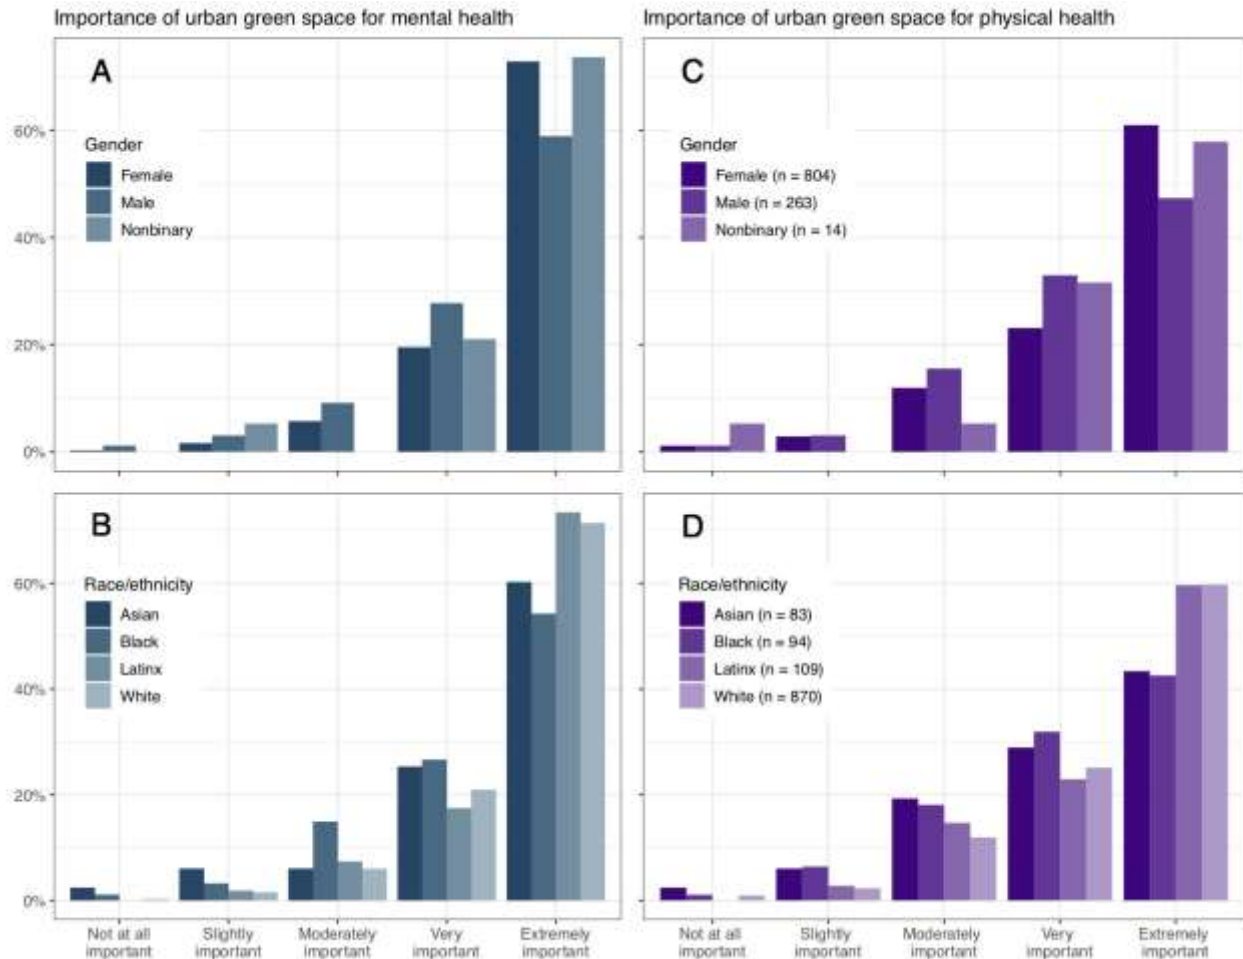 Importance of urban green space for mental health
Importance of urban green space for physical health
A
Gender
Female
Male
Nonbinary
60%
40%
20%
0%
C
Gender
Female (n = 804)
Male (n = 263)
Nonbinary (n = 14)
B
Race/ethnicity
Asian
Black
Latinx
White
60%
40%
20%
0%
Not at all
important
Slightly
important
Moderately
important
Very
important
Extremely
important
D
Race/ethnicity
Asian (n = 83)
Black (n = 94)
Latinx (n = 109)
White (n = 870)
Not at all
important
Slightly
important
Moderately
important
Very
important
Extremely
important